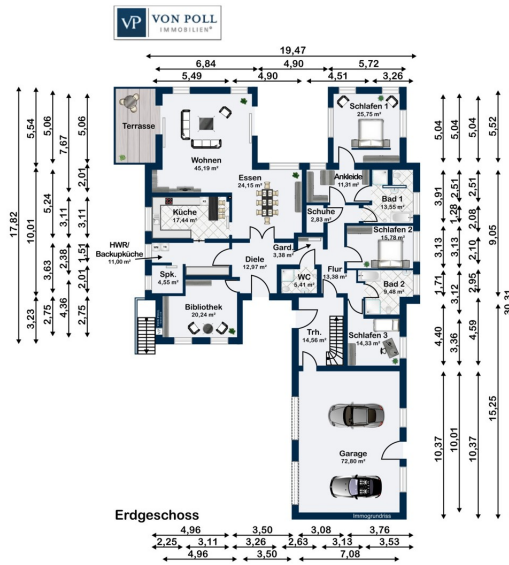 VP VON POLL
IMMOBILIEN®
19,47
6,84 4,90 5,72
5,49 4,90 4,51 3,26
17,82
5,54 10,01 3,23
5,06 5,24 3,63 2,75
7,67 3,11 2,38 4,36
5,06 2,01 3,11 1,51 2,01 2,75
Terrasse
Wohnen
45,19 m²
Essen
24,15 m²
Schlafen 1
25,75 m²
Ankleide
11,31 m²
Bad 1
13,55 m²
Schuhe
2,83 m²
Küche
17,44 m²
Schlafen 2
15,78 m²
HWR/
Backupküche
11,00 m²
Gard.
3,38 m²
Diele
12,97 m²
Flur
13,38 m²
Spk.
4,55 m²
WC
5,41 m²
Bad 2
9,48 m²
Bibliothek
20,24 m²
Trh.
14,56 m²
Schlafen 3
14,33 m²
Garage
72,80 m²
Immogrundriss
5,04 3,91 1,28 3,13 1,71 4,40 10,37
5,04 2,51 3,13 3,12 3,36 10,01
5,04 2,51 2,08 2,10 2,95 4,59 10,37
5,52 9,05 15,25
30,31
Erdgeschoss
4,96 3,50 3,08 3,76
2,25 3,11 3,26 2,63 3,13 3,53
4,96 3,50 7,08